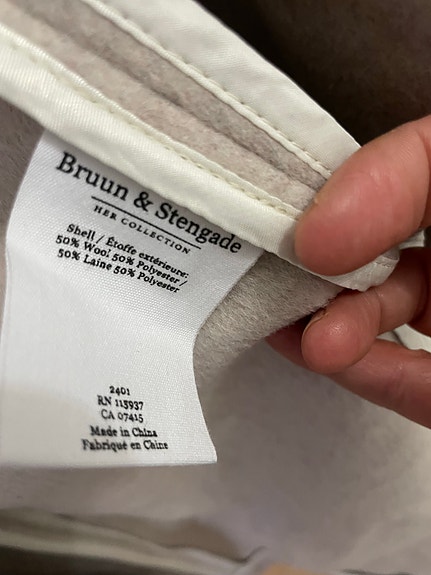 Bruun & Stengade
HER COLLECTION
Shell / Étoffe extérieure:
50% Wool 50% Polyester /
50% Laine 50% Polyester
2401
RN 115937
CA 07415
Made in China
Fabriqué en Chine